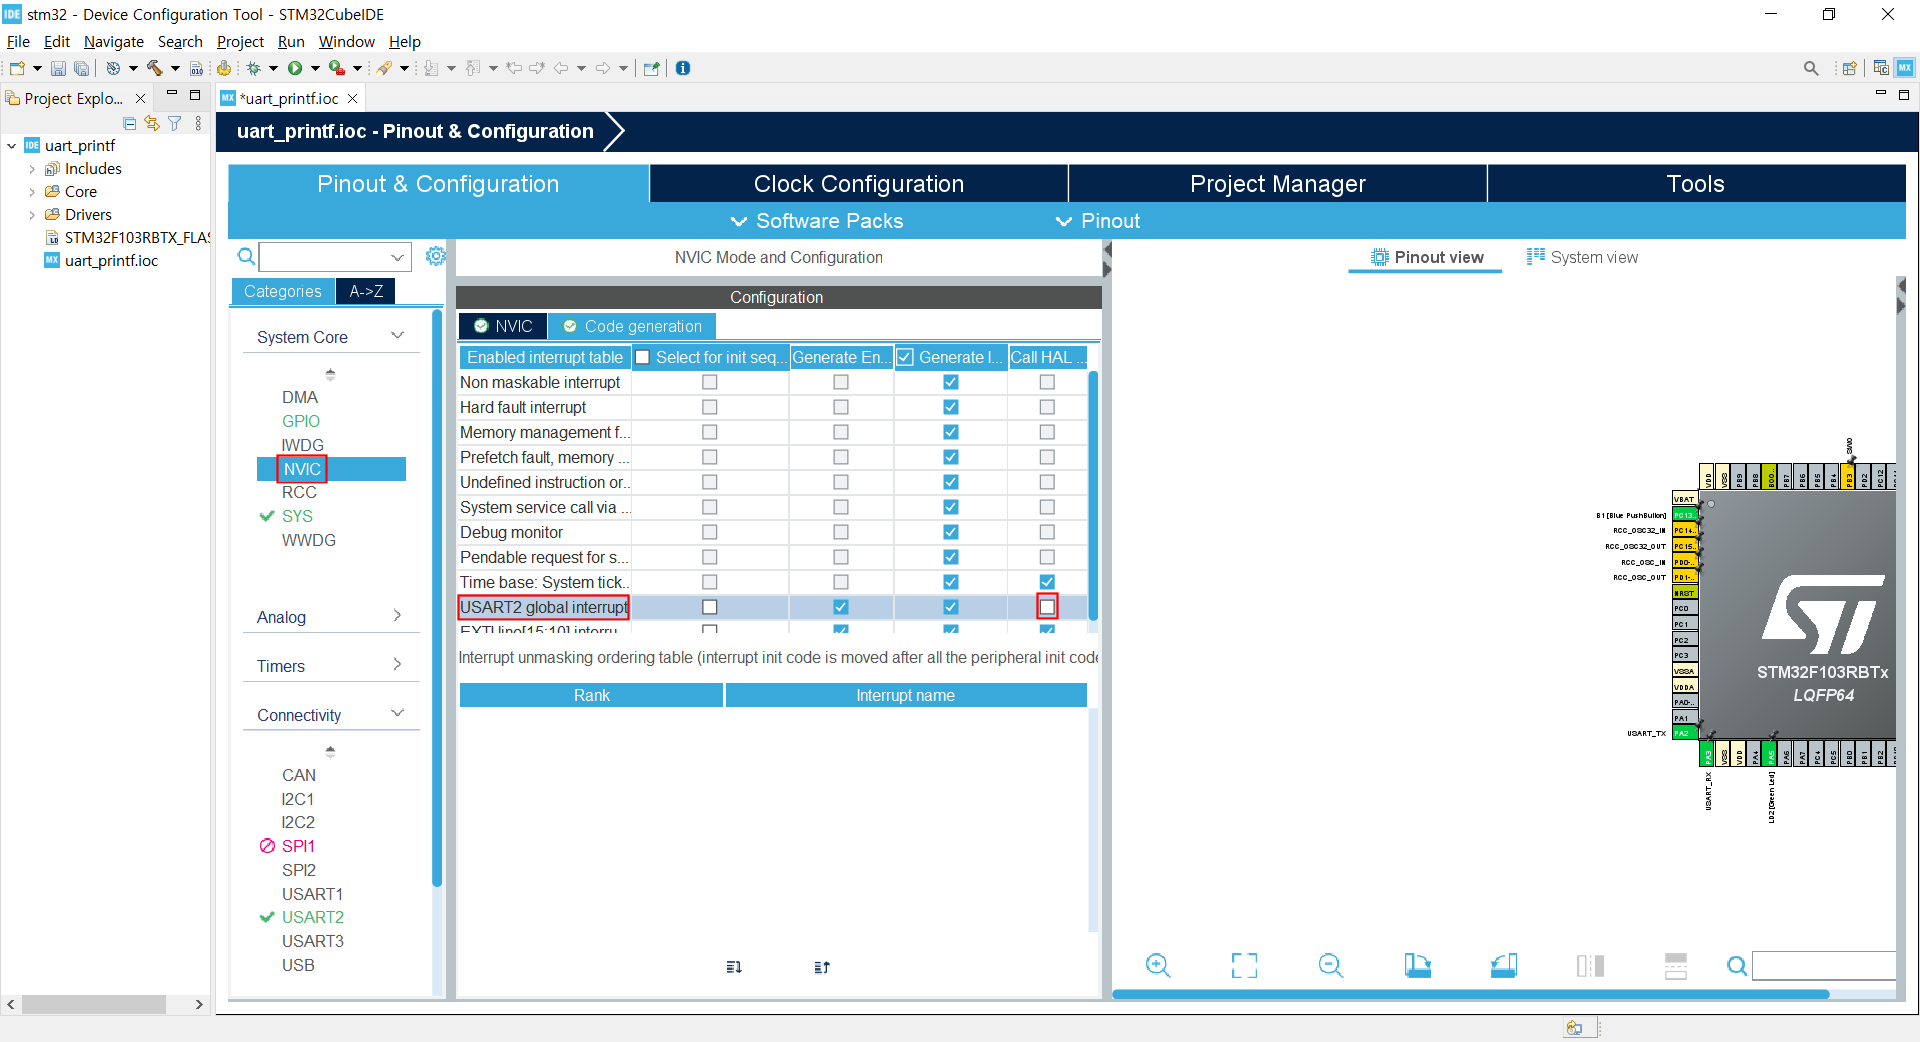 IDE stm32 - Device Configuration Tool - STM32CubeIDE
File Edit Navigate Search Project Run Window Help
Project Explo...
MX *uart_printf.ioc
uart_printf.ioc - Pinout & Configuration
IDE uart_printf
Includes
Core
Drivers
STM32F103RBTX_FLAS
MX uart_printf.ioc
Pinout & Configuration
Clock Configuration
Project Manager
Tools
Software Packs
Pinout
Categories
A->Z
System Core
DMA
GPIO
IWDG
NVIC
RCC
SYS
WWDG
Analog
Timers
Connectivity
CAN
I2C1
I2C2
SPI1
SPI2
USART1
USART2
USART3
USB
NVIC Mode and Configuration
Configuration
NVIC
Code generation
Enabled interrupt table Select for init seq... Generate En... Generate I... Call HAL ...
Non maskable interrupt
Hard fault interrupt
Memory management f...
Prefetch fault, memory ...
Undefined instruction or...
System service call via ...
Debug monitor
Pendable request for s...
Time base: System tick...
USART2 global interrupt
EXTI line[15:10] interru...
Interrupt unmasking ordering table (interrupt init code is moved after all the peripheral init code
Rank Interrupt name
Pinout view
System view
VDD VSS PB9 PB8 BOO.. PB7 PB6 PB5 PB4 PB3 PD2 PC12
SWO
VBAT
B1 [Blue PushButton] PC13..
RCC_OSC32_IN PC14..
RCC_OSC32_OUT PC15..
RCC_OSC_IN PD0-..
RCC_OSC_OUT PD1-..
NRST
PC0
PC1
PC2
PC3
VSSA
VDDA
PA0-..
PA1
USART_TX PA2
STM32F103RBTx
LQFP64
PA3 VSS VDD PA4 PA5 PA6 PA7 PC4 PC5 PB0 PB1 PB2
USART_RX
LD2 [Green Led]